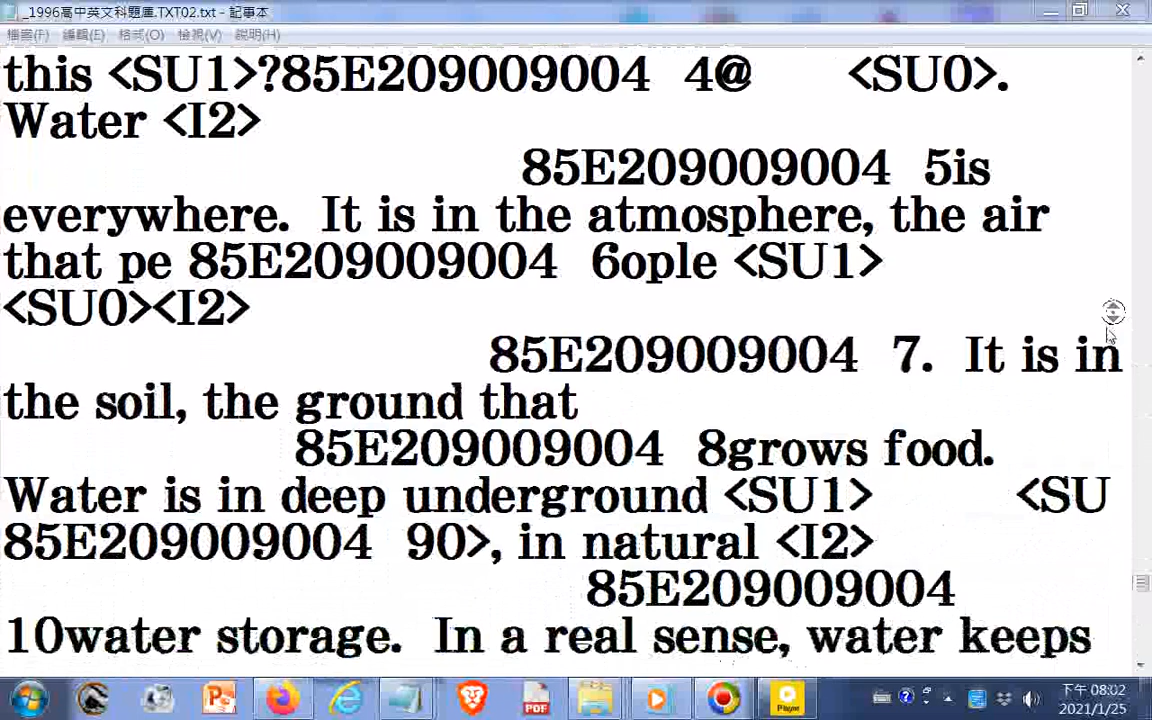 _1996高中英文科題庫.TXT02.txt - 記事本
檔案(F) 編輯(E) 格式(O) 檢視(V) 說明(H)
this <SU1>?85E209009004 4@ <SU0>.
Water <I2>
85E209009004 5is
everywhere. It is in the atmosphere, the air
that pe 85E209009004 6ople <SU1>
<SU0><I2>
85E209009004 7. It is in
the soil, the ground that
85E209009004 8grows food.
Water is in deep underground <SU1> <SU
85E209009004 90>, in natural <I2>
85E209009004
10water storage. In a real sense, water keeps
PDF
Player
下午 08:02
2021/1/25